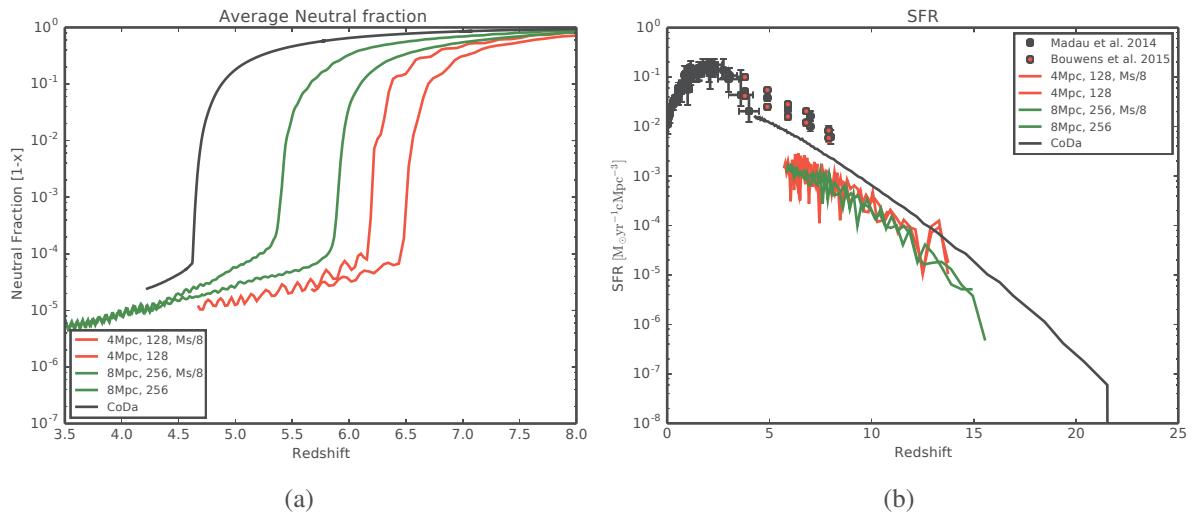 Average Neutral fraction
10^0
10^-1
10^-2
10^-3
10^-4
10^-5
10^-6
10^-7
Neutral Fraction [1-x]
4Mpc, 128, Ms/8
4Mpc, 128
8Mpc, 256, Ms/8
8Mpc, 256
CoDa
3.5 4.0 4.5 5.0 5.5 6.0 6.5 7.0 7.5 8.0
Redshift
(a)
SFR
10^0
10^-1
10^-2
10^-3
10^-4
10^-5
10^-6
10^-7
10^-8
SFR [M⊙yr^-1cMpc^-3]
Madau et al. 2014
Bouwens et al. 2015
4Mpc, 128, Ms/8
4Mpc, 128
8Mpc, 256, Ms/8
8Mpc, 256
CoDa
0 5 10 15 20 25
Redshift
(b)